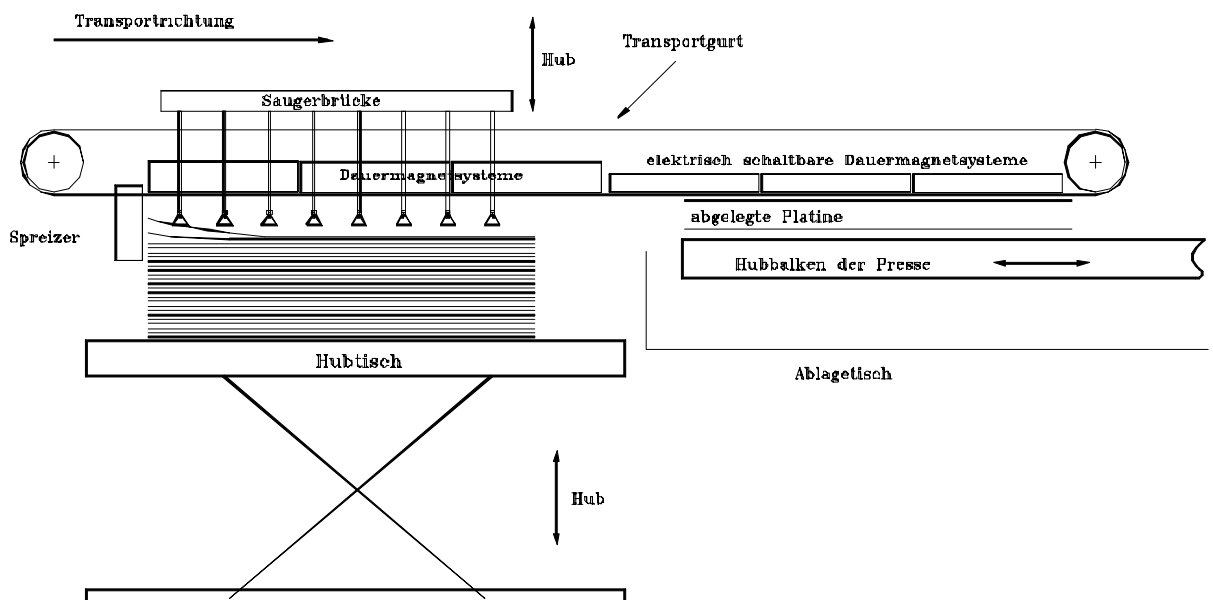 Transportrichtung
Hub
Transportgurt
Saugerbrücke
elektrisch schaltbare Dauermagnetsysteme
Dauermagnetsysteme
abgelegte Platine
Spreizer
Hubbalken der Presse
Hubtisch
Ablagetisch
Hub